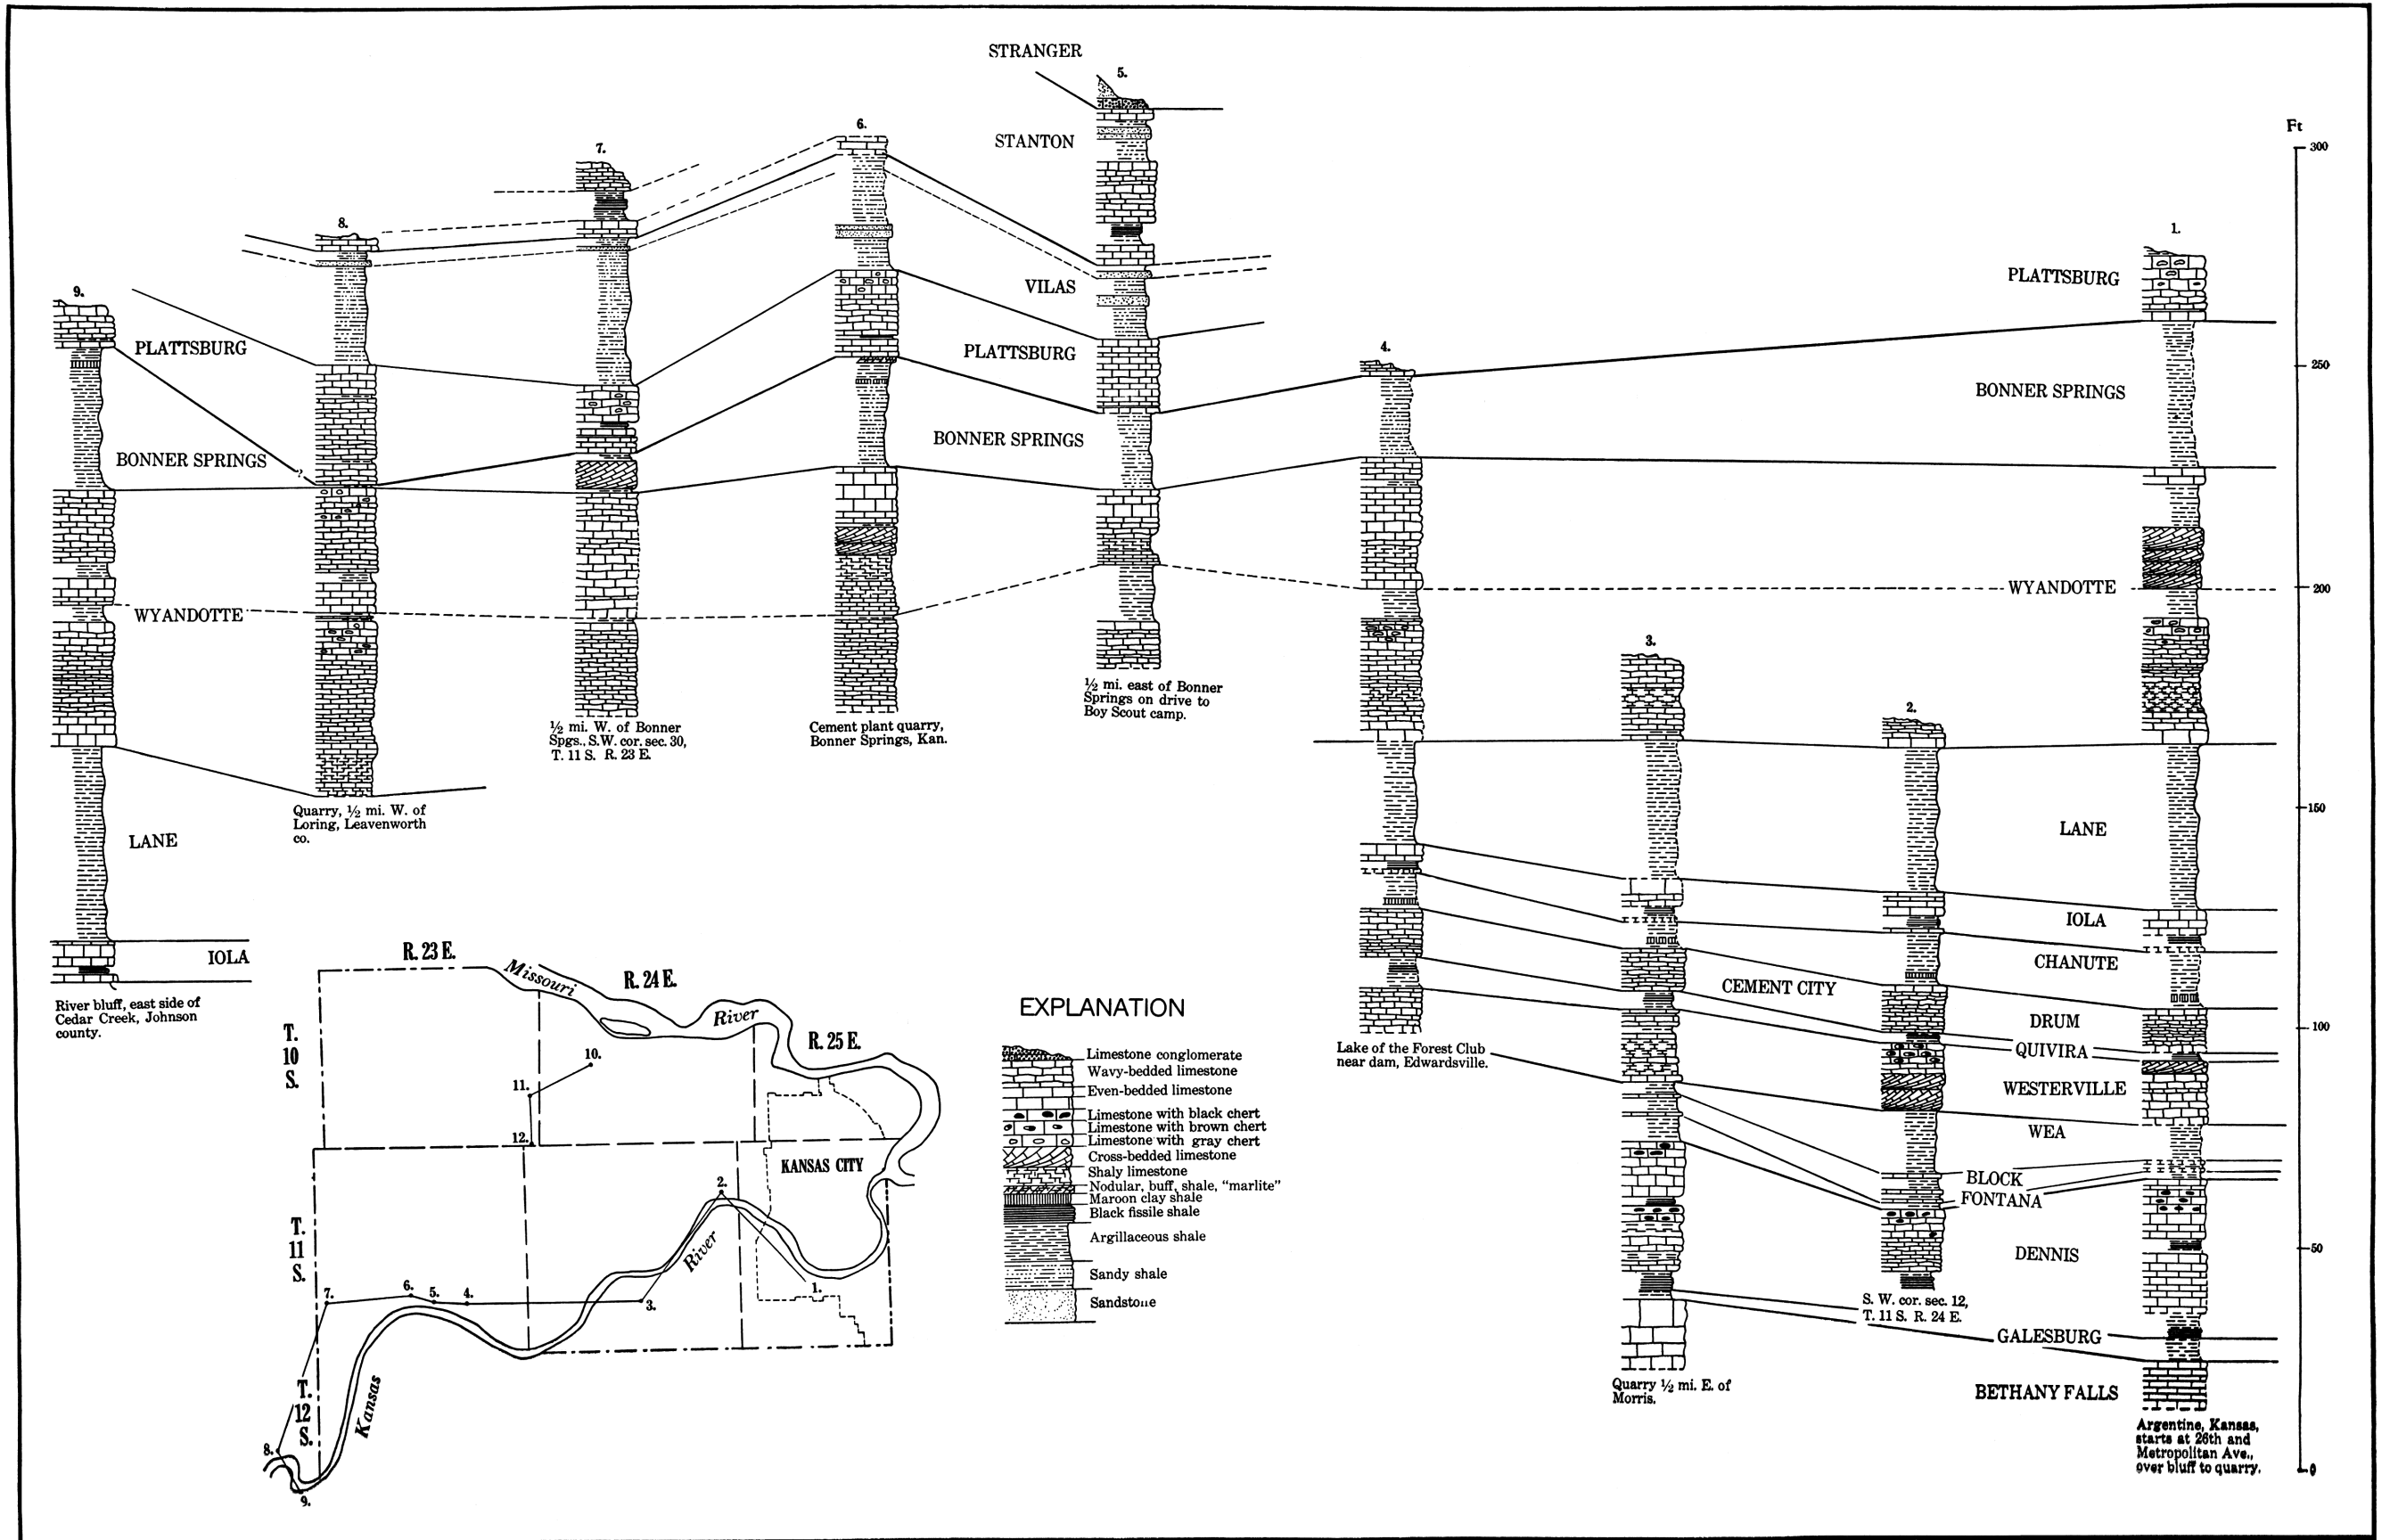 STRANGER
5.
STANTON
Ft
300
6.
7.
8.
9.
1.
PLATTSBURG
VILAS
PLATTSBURG
PLATTSBURG
4.
250
BONNER SPRINGS
BONNER SPRINGS
BONNER SPRINGS
?
WYANDOTTE
WYANDOTTE
200
3.
2.
½ mi. east of Bonner
Springs on drive to
Boy Scout camp.
½ mi. W. of Bonner
Spgs., S.W. cor. sec. 30,
T. 11 S. R. 23 E.
Cement plant quarry,
Bonner Springs, Kan.
Quarry, ½ mi. W. of
Loring, Leavenworth
co.
150
LANE
LANE
IOLA
IOLA
CHANUTE
CEMENT CITY
DRUM
100
QUIVIRA
WESTERVILLE
WEA
BLOCK
FONTANA
DENNIS
50
GALESBURG
BETHANY FALLS
0
River bluff, east side of
Cedar Creek, Johnson
county.
Lake of the Forest Club
near dam, Edwardsville.
S. W. cor. sec. 12,
T. 11 S. R. 24 E.
Quarry ½ mi. E. of
Morris.
Argentine, Kansas,
starts at 26th and
Metropolitan Ave.,
over bluff to quarry.
R. 23 E.
R. 24 E.
R. 25 E.
Missouri
River
T.
10
S.
10.
11.
12.
KANSAS CITY
T.
11
S.
2.
River
1.
7.
6.
5.
4.
3.
T.
12
S.
Kansas
8.
9.
EXPLANATION
Limestone conglomerate
Wavy-bedded limestone
Even-bedded limestone
Limestone with black chert
Limestone with brown chert
Limestone with gray chert
Cross-bedded limestone
Shaly limestone
Nodular, buff, shale, "marlite"
Maroon clay shale
Black fissile shale
Argillaceous shale
Sandy shale
Sandstone